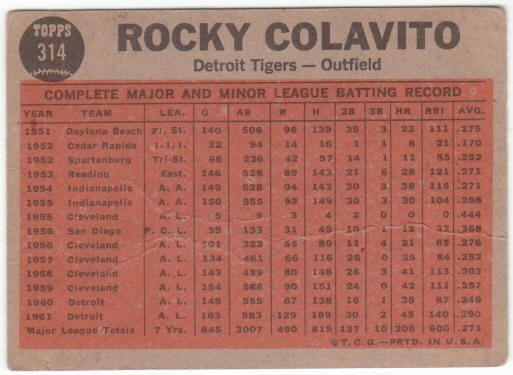 TOPPS
314
ROCKY COLAVITO
Detroit Tigers — Outfield
COMPLETE MAJOR AND MINOR LEAGUE BATTING RECORD
YEAR TEAM LEA. G AB R H 2B 3B HR RBI AVG.
1951 Daytona Beach Fl. St. 140 506 98 139 35 3 23 111 .275
1952 Cedar Rapids I. I. I. 32 94 14 16 1 8 21 .170
1952 Spartanburg Tri-St. 66 226 42 57 14 1 11 55 .252
1953 Reading East. 146 528 89 143 21 6 28 121 .271
1954 Indianapolis A. A. 149 528 94 143 30 3 38 116 .271
1955 Indianapolis A. A. 150 555 92 149 30 3 30 104 .268
1955 Cleveland A. L. 5 9 3 4 2 0 0 0 .444
1956 San Diego P. C. L. 35 133 31 49 10 1 12 32 .368
1956 Cleveland A. L. 101 322 55 89 11 4 21 65 .276
1957 Cleveland A. L. 134 461 66 116 26 0 25 84 .252
1958 Cleveland A. L. 143 489 80 148 26 3 41 113 .303
1959 Cleveland A. L. 154 588 90 151 24 0 42 111 .257
1960 Detroit A. L. 145 555 67 138 16 1 35 87 .249
1961 Detroit A. L. 163 583 129 169 30 2 45 140 .290
Major League Totals 7 Yrs. 845 3007 490 815 137 10 209 600 .271
©T.C.G.—PRTD. IN U.S.A.